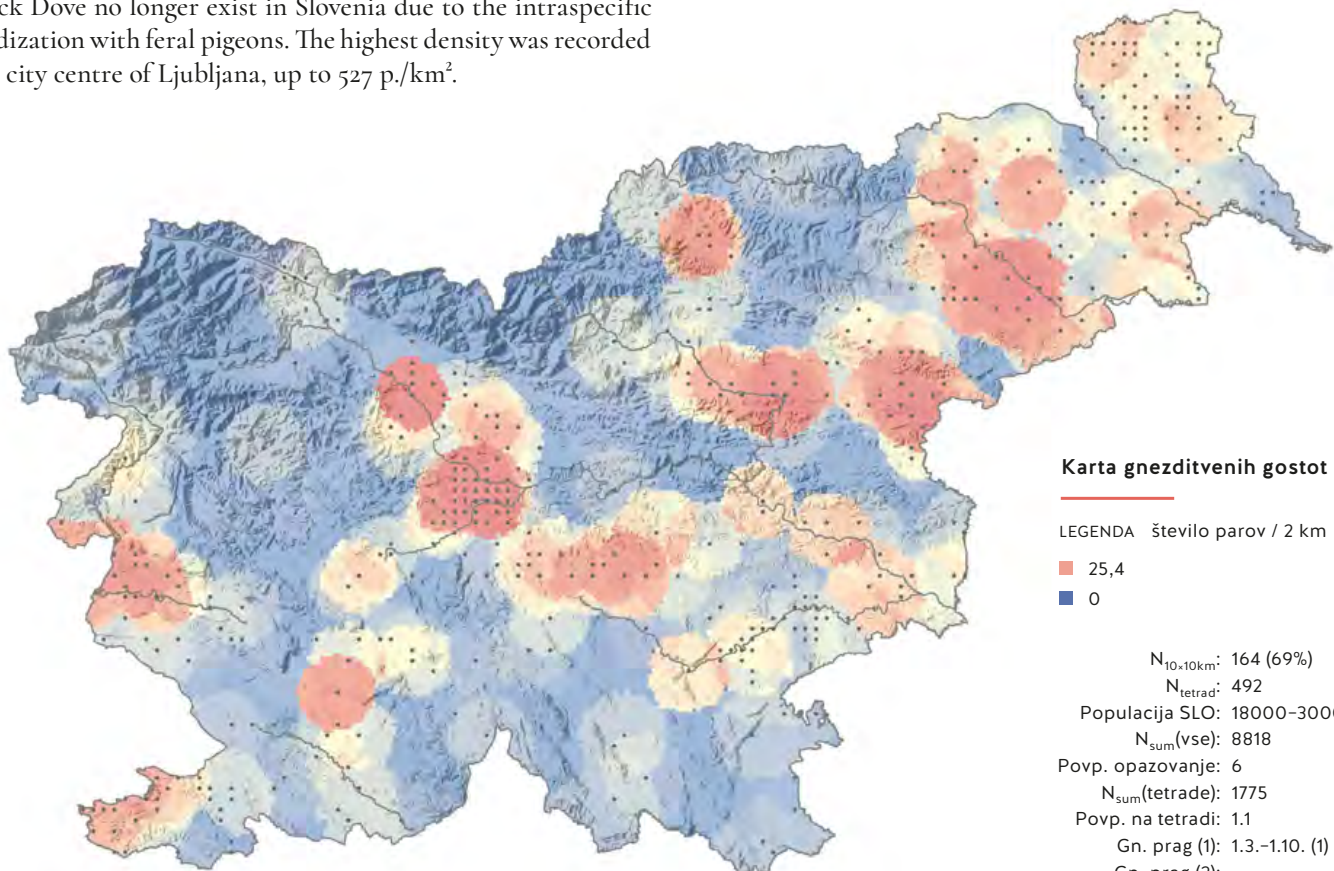 ck Dove no longer exist in Slovenia due to the intraspecific
dization with feral pigeons. The highest density was recorded
city centre of Ljubljana, up to 527 p./km².
Karta gnezditvenih gostot
LEGENDA število parov / 2 km
25,4
0
N10×10km: 164 (69%)
Ntetrad: 492
Populacija SLO: 18000–300
Nsum(vse): 8818
Povp. opazovanje: 6
Nsum(tetrade): 1775
Povp. na tetradi: 1.1
Gn. prag (1): 1.3.–1.10. (1)
Gn. prag (2):